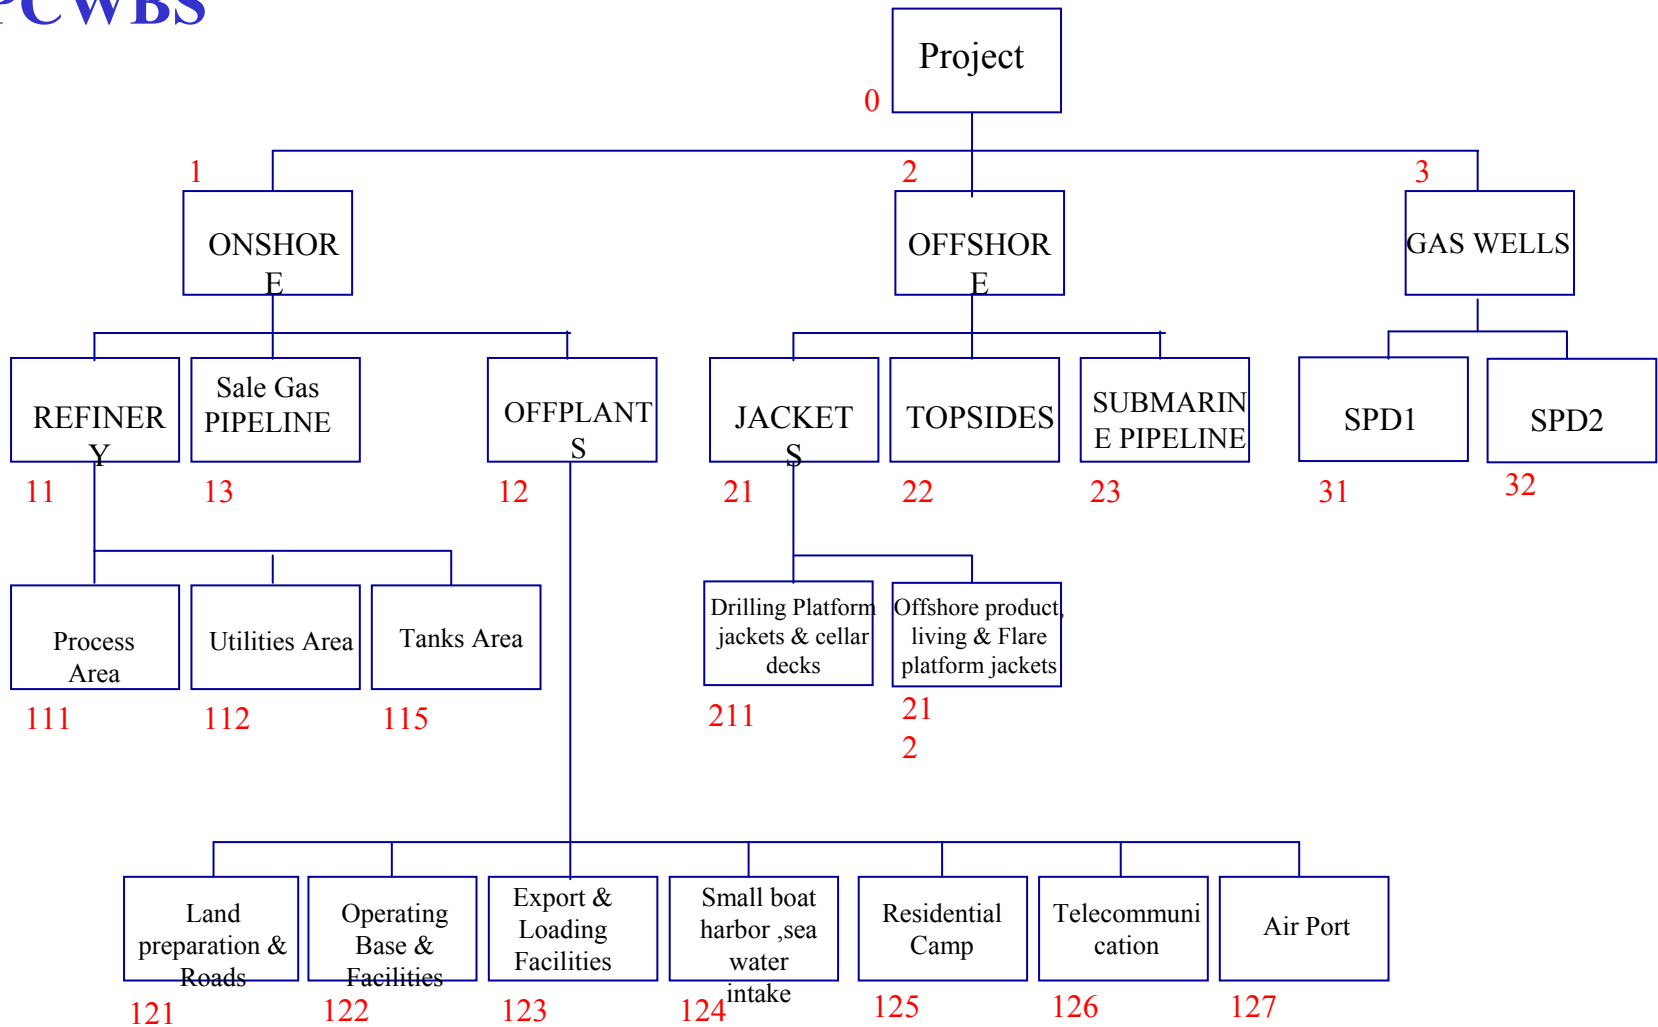 PCWBS
Project
0
1
2
3
ONSHOR
E
OFFSHOR
E
GAS WELLS
REFINER
Y
Sale Gas
PIPELINE
OFFPLANT
S
JACKET
S
TOPSIDES
SUBMARIN
E PIPELINE
SPD1
SPD2
11
13
12
21
22
23
31
32
Process
Area
Utilities Area
Tanks Area
Drilling Platform
jackets & cellar
decks
Offshore product,
living & Flare
platform jackets
111
112
115
211
21
2
Land
preparation &
Roads
Operating
Base &
Facilities
Export &
Loading
Facilities
Small boat
harbor ,sea
water
intake
Residential
Camp
Telecommuni
cation
Air Port
121
122
123
124
125
126
127